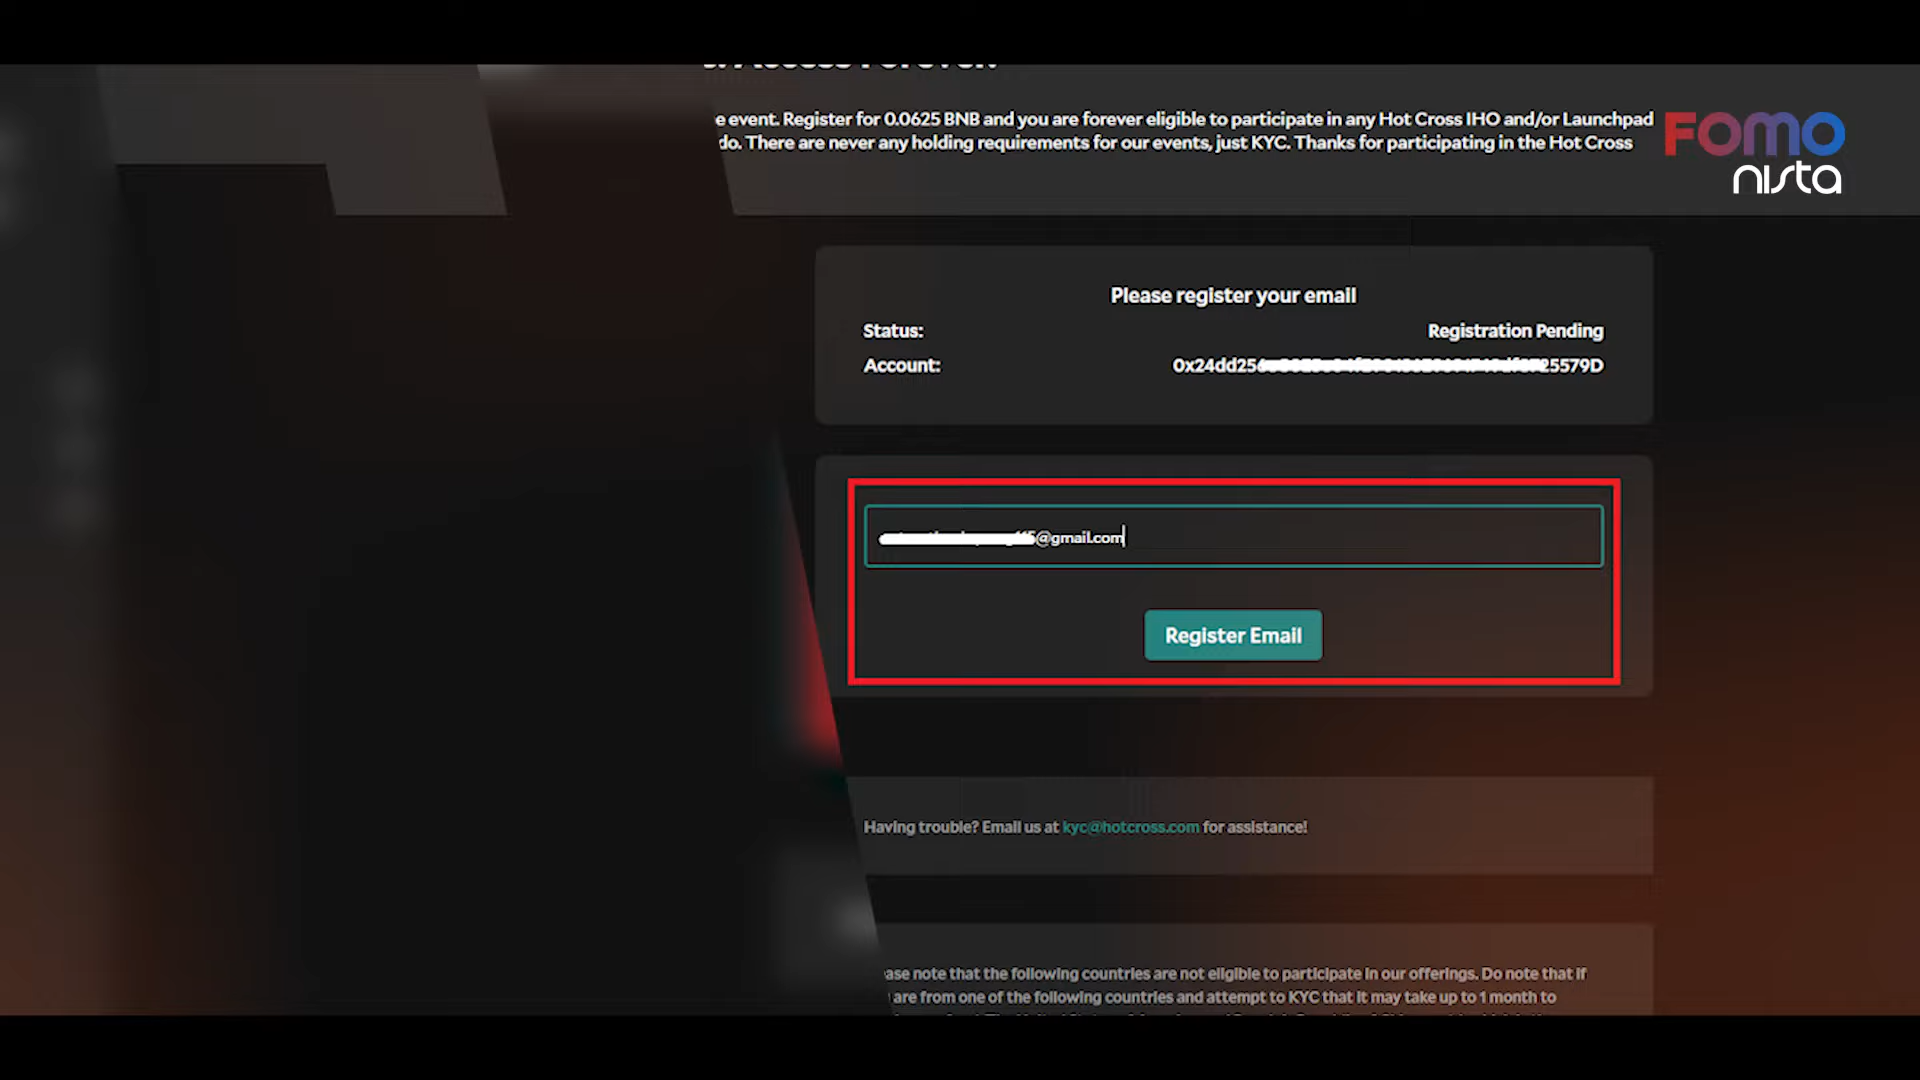 e event. Register for 0.0625 BNB and you are forever eligible to participate in any Hot Cross IHO and/or Launchpad
do. There are never any holding requirements for our events, just KYC. Thanks for participating in the Hot Cross
FOMO
nista
Please register your email
Status: Registration Pending
Account: 0x24dd25 25579D
@gmail.com
Register Email
Having trouble? Email us at kyc@hotcross.com for assistance!
ase note that the following countries are not eligible to participate in our offerings. Do note that if
are from one of the following countries and attempt to KYC that it may take up to 1 month to